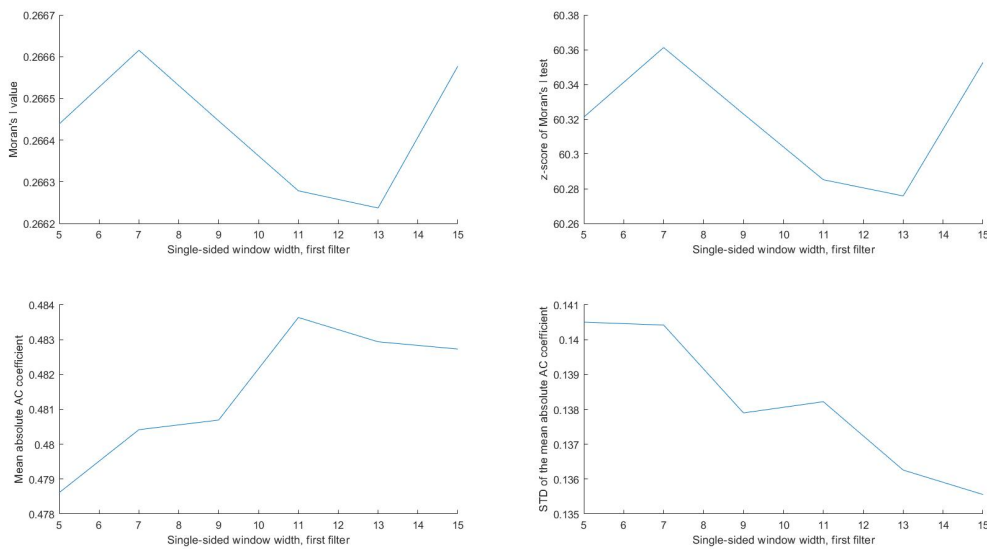 0.2667
0.2666
0.2665
0.2664
0.2663
0.2662
Moran's I value
5 6 7 8 9 10 11 12 13 14 15
Single-sided window width, first filter
60.38
60.36
60.34
60.32
60.3
60.28
60.26
z-score of Moran's I test
5 6 7 8 9 10 11 12 13 14 15
Single-sided window width, first filter
0.484
0.483
0.482
0.481
0.48
0.479
0.478
Mean absolute AC coefficient
5 6 7 8 9 10 11 12 13 14 15
Single-sided window width, first filter
0.141
0.14
0.139
0.138
0.137
0.136
0.135
STD of the mean absolute AC coefficient
5 6 7 8 9 10 11 12 13 14 15
Single-sided window width, first filter